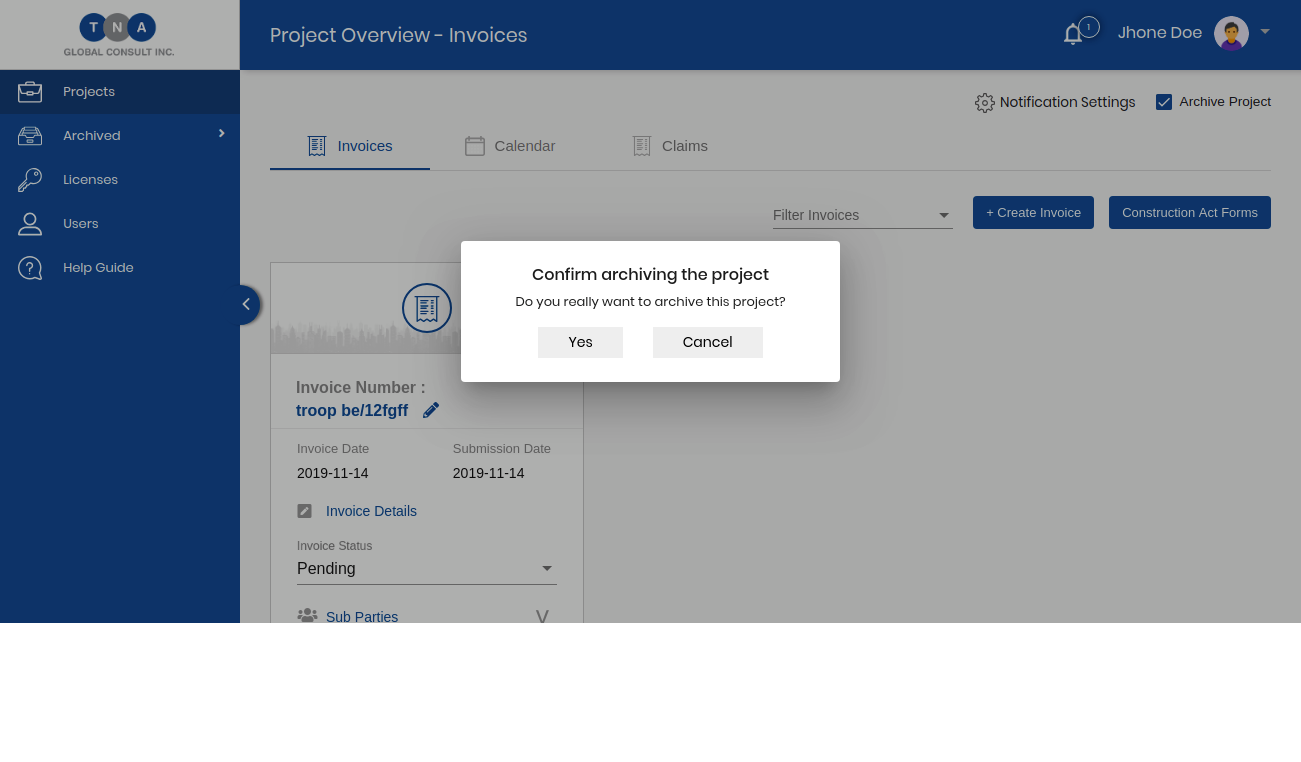 TNA
GLOBAL CONSULT INC.
Project Overview - Invoices
1
Jhone Doe
Projects
Archived
Licenses
Users
Help Guide
Notification Settings
Archive Project
Invoices
Calendar
Claims
Filter Invoices
+ Create Invoice
Construction Act Forms
Confirm archiving the project
Do you really want to archive this project?
Yes
Cancel
Invoice Number :
troop be/12fgff
Invoice Date
Submission Date
2019-11-14
2019-11-14
Invoice Details
Invoice Status
Pending
Sub Parties
V